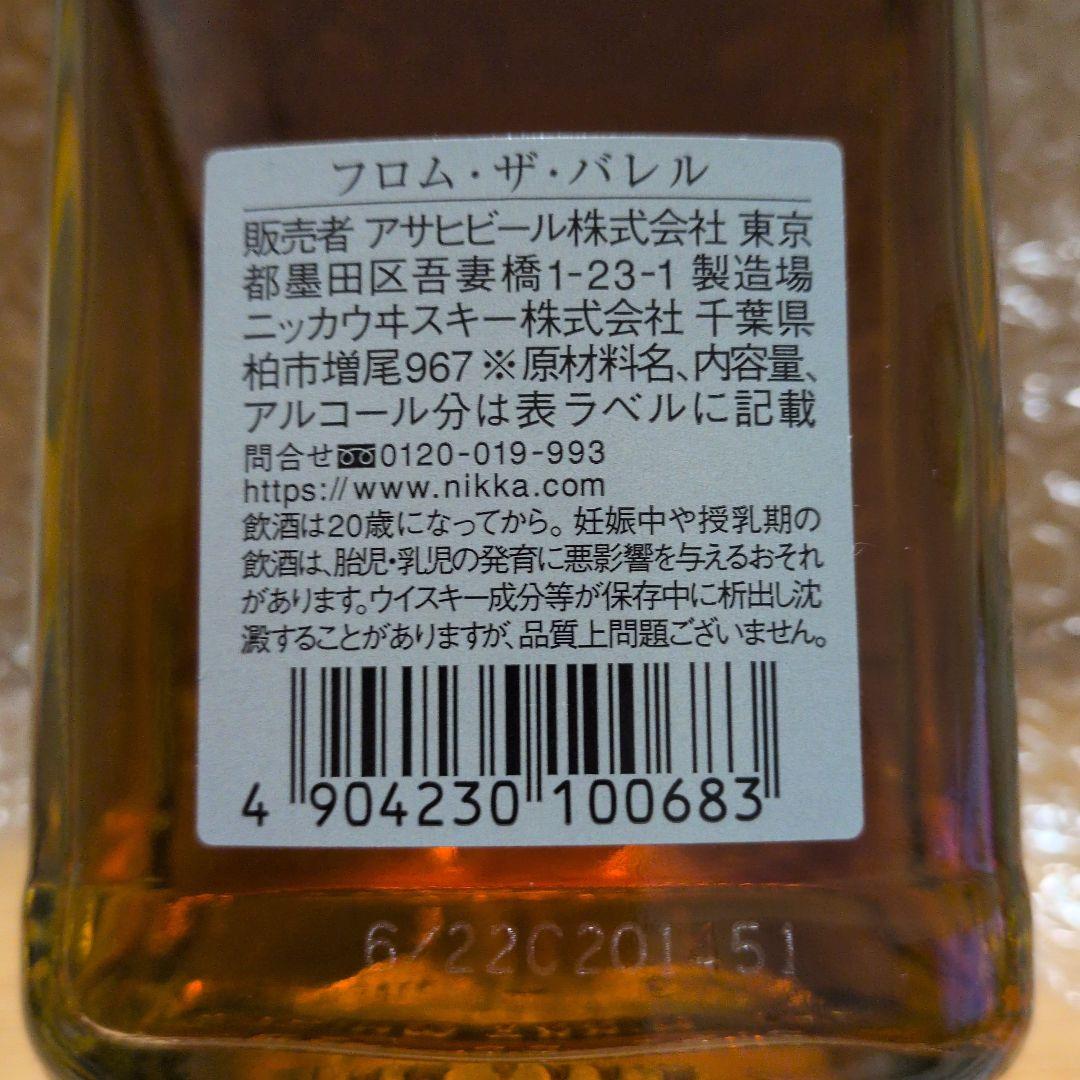 フロム・ザ・バレル
販売者 アサヒビール株式会社 東京
都墨田区吾妻橋1-23-1 製造場
ニッカウヰスキー株式会社 千葉県
柏市増尾967 ※原材料名、内容量、
アルコール分は表ラベルに記載
問合せ 0120-019-993
https://www.nikka.com
飲酒は20歳になってから。妊娠中や授乳期の
飲酒は、胎児・乳児の発育に悪影響を与えるおそれ
があります。ウイスキー成分等が保存中に析出し沈
澱することがありますが、品質上問題ございません。
4 904230 100683